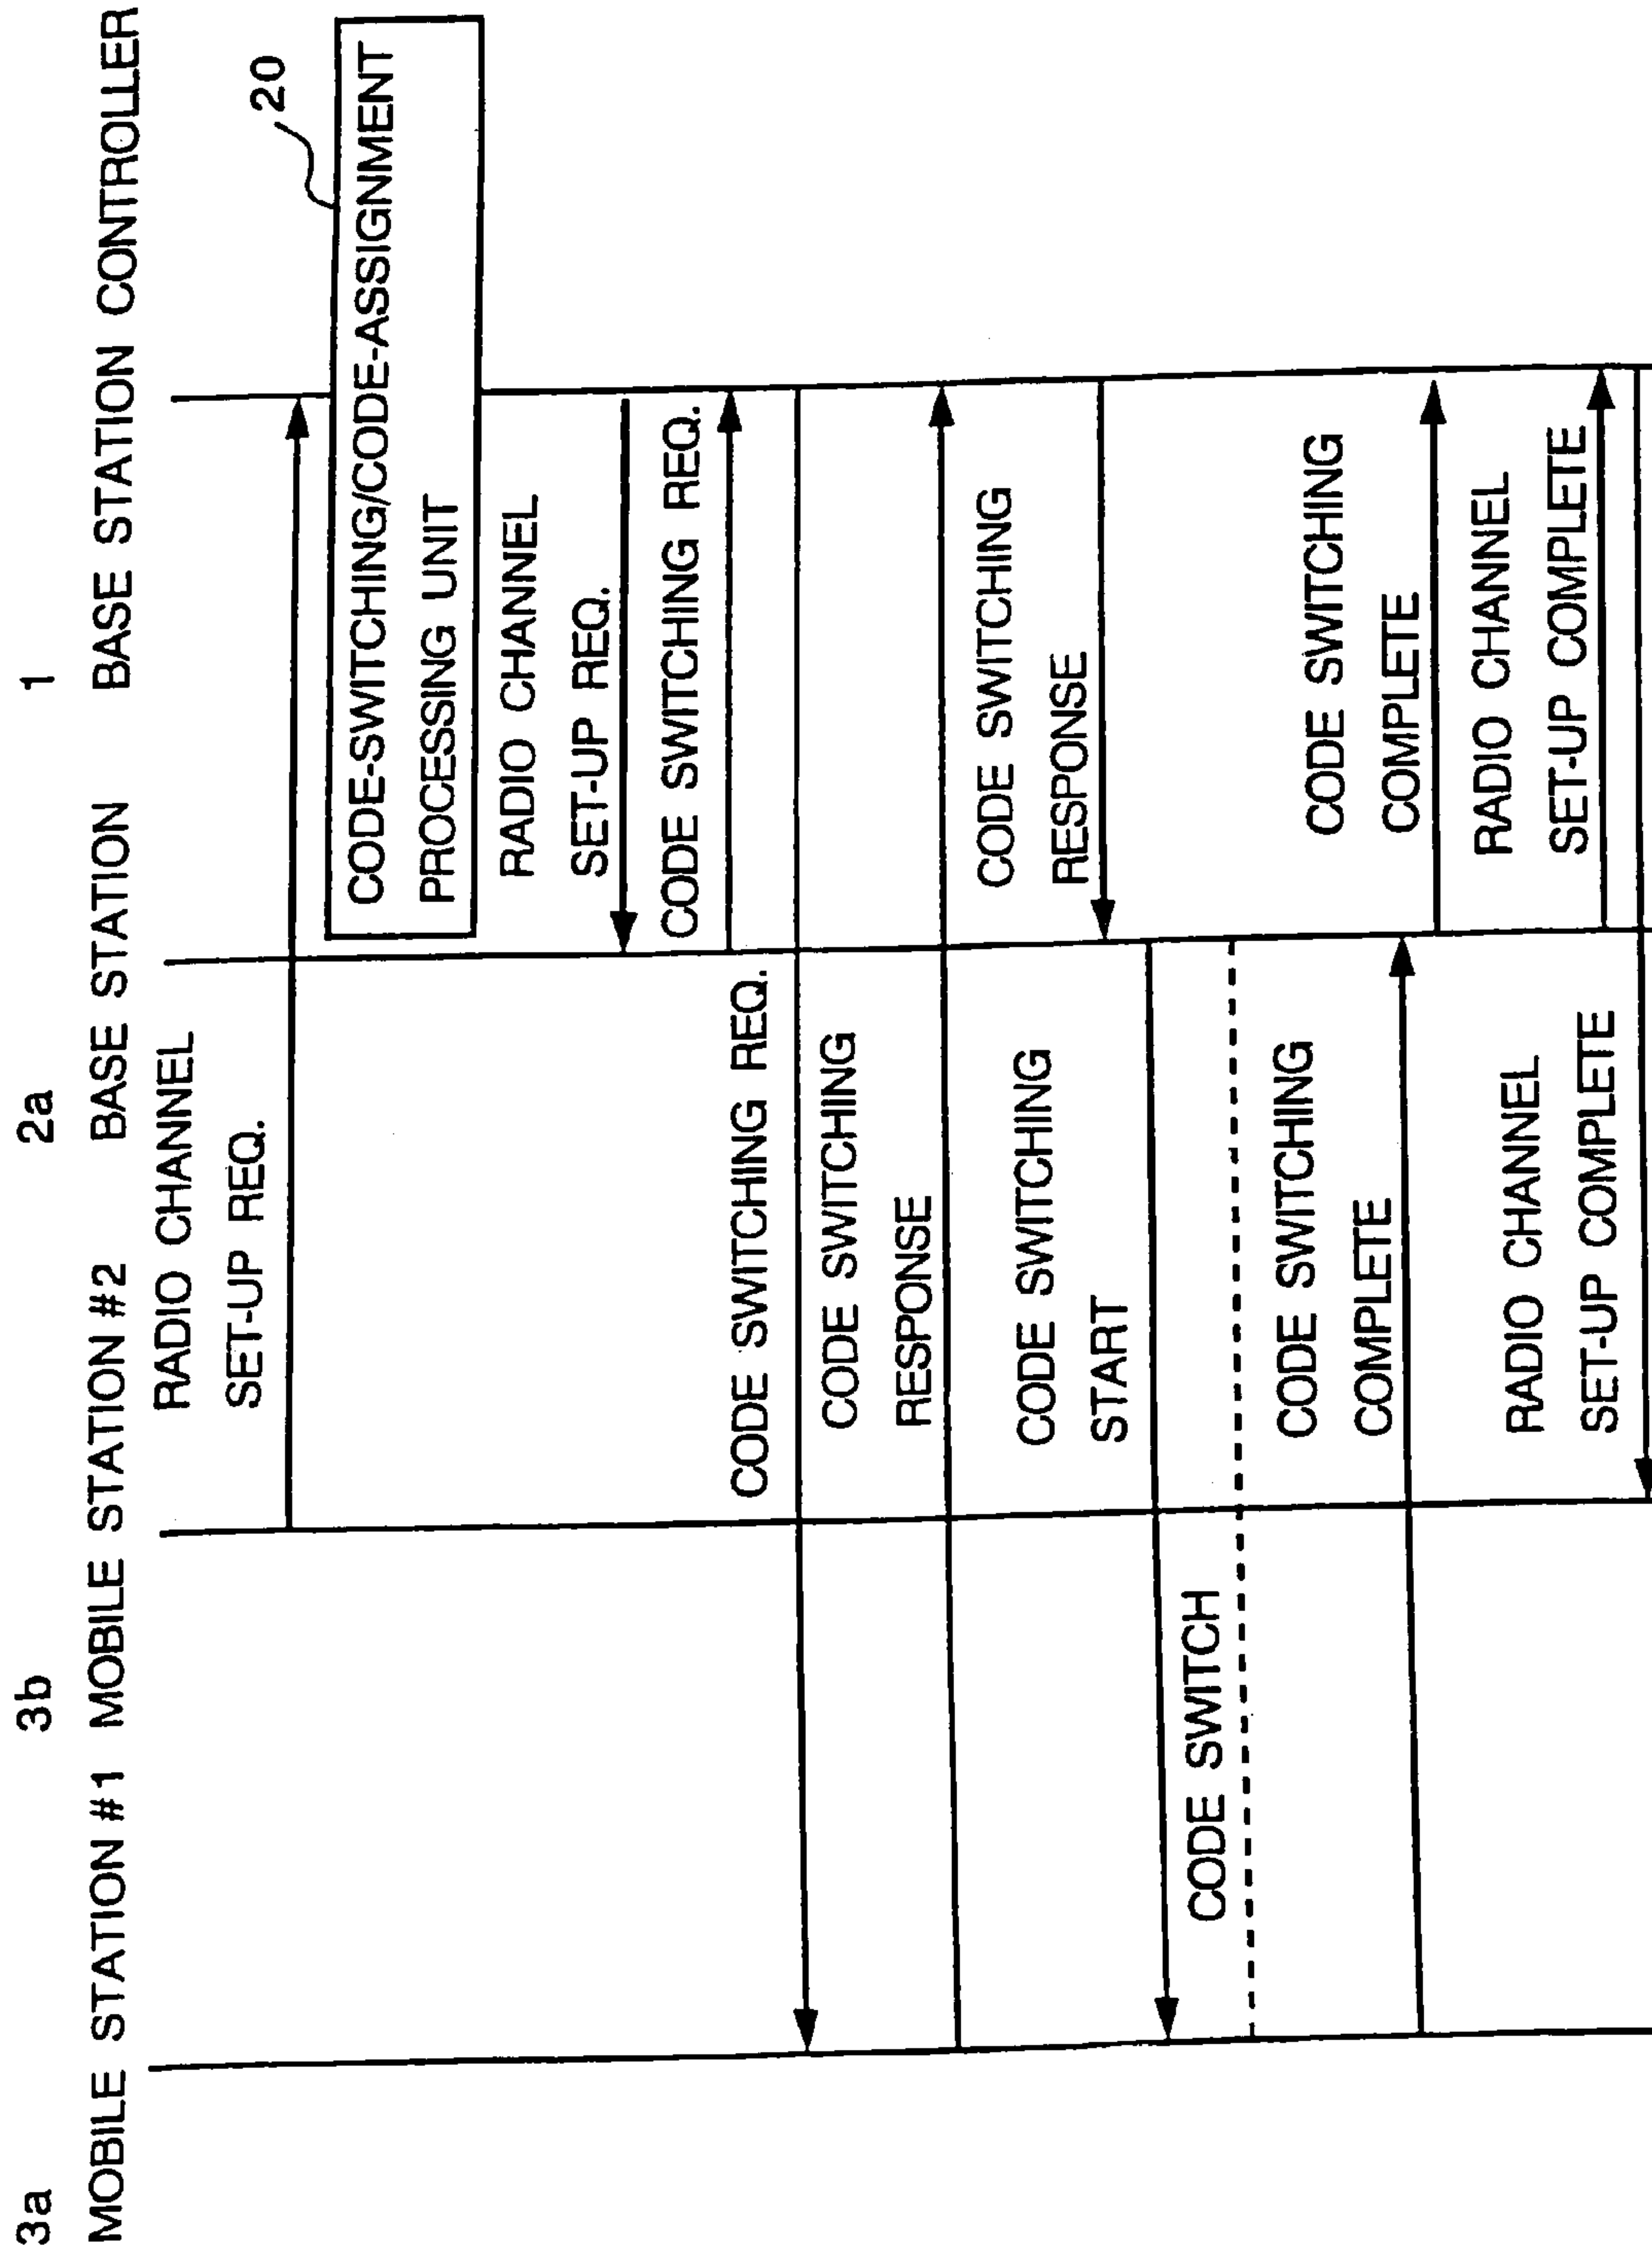 3a
3b
2a
1
MOBILE STATION #1
MOBILE STATION #2
BASE STATION
BASE STATION CONTROLLER
RADIO CHANNEL
SET-UP REQ.
20
CODE-SWITCHING/CODE-ASSIGNMENT
PROCESSING UNIT
RADIO CHANNEL
SET-UP REQ.
CODE SWITCHING REQ.
CODE SWITCHING REQ.
CODE SWITCHING
RESPONSE
CODE SWITCHING
RESPONSE
CODE SWITCHING
START
CODE SWITCH
CODE SWITCHING
COMPLETE
CODE SWITCHING
COMPLETE
RADIO CHANNEL
SET-UP COMPLETE
RADIO CHANNEL
SET-UP COMPLETE